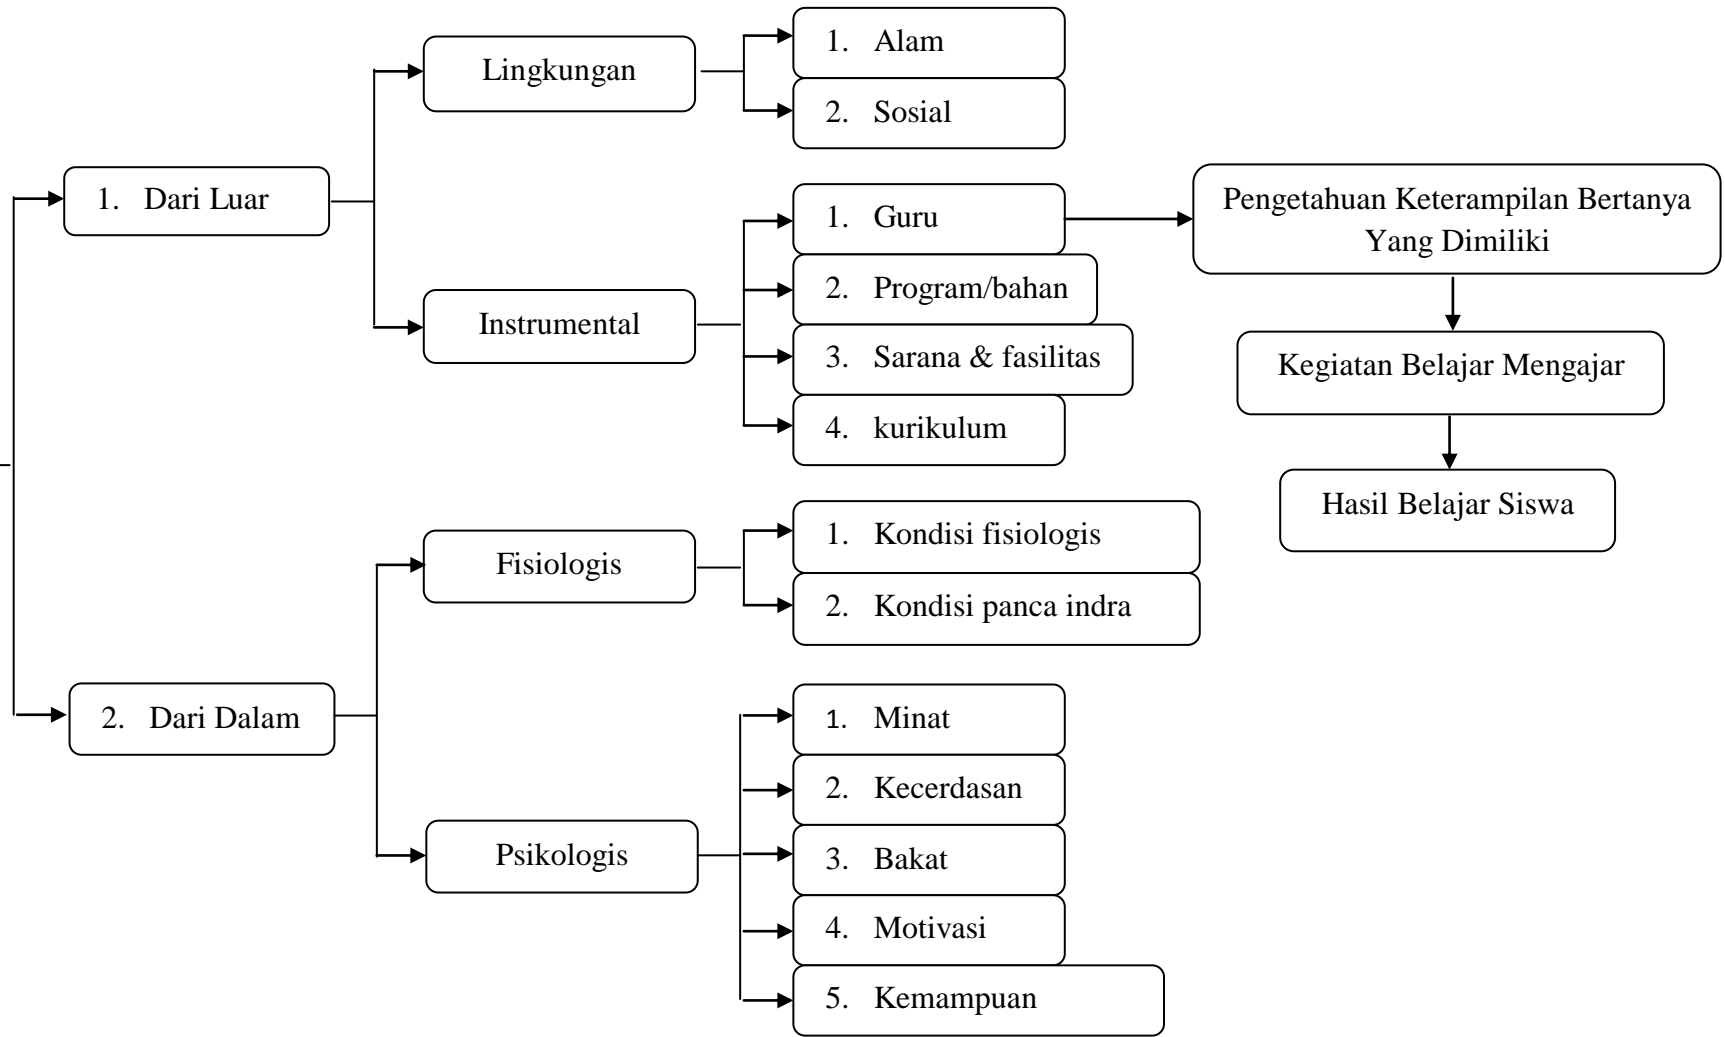 1. Dari Luar
Lingkungan
1. Alam
2. Sosial
Instrumental
1. Guru
2. Program/bahan
3. Sarana & fasilitas
4. kurikulum
Pengetahuan Keterampilan Bertanya
Yang Dimiliki
Kegiatan Belajar Mengajar
Hasil Belajar Siswa
2. Dari Dalam
Fisiologis
1. Kondisi fisiologis
2. Kondisi panca indra
Psikologis
1. Minat
2. Kecerdasan
3. Bakat
4. Motivasi
5. Kemampuan